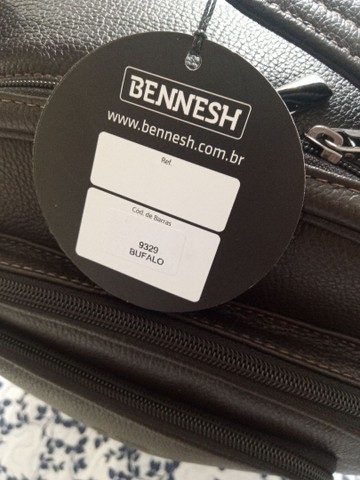 BENNESH
www.bennesh.com.br
Ref.
Cód. de Barras
9329
BUFALO